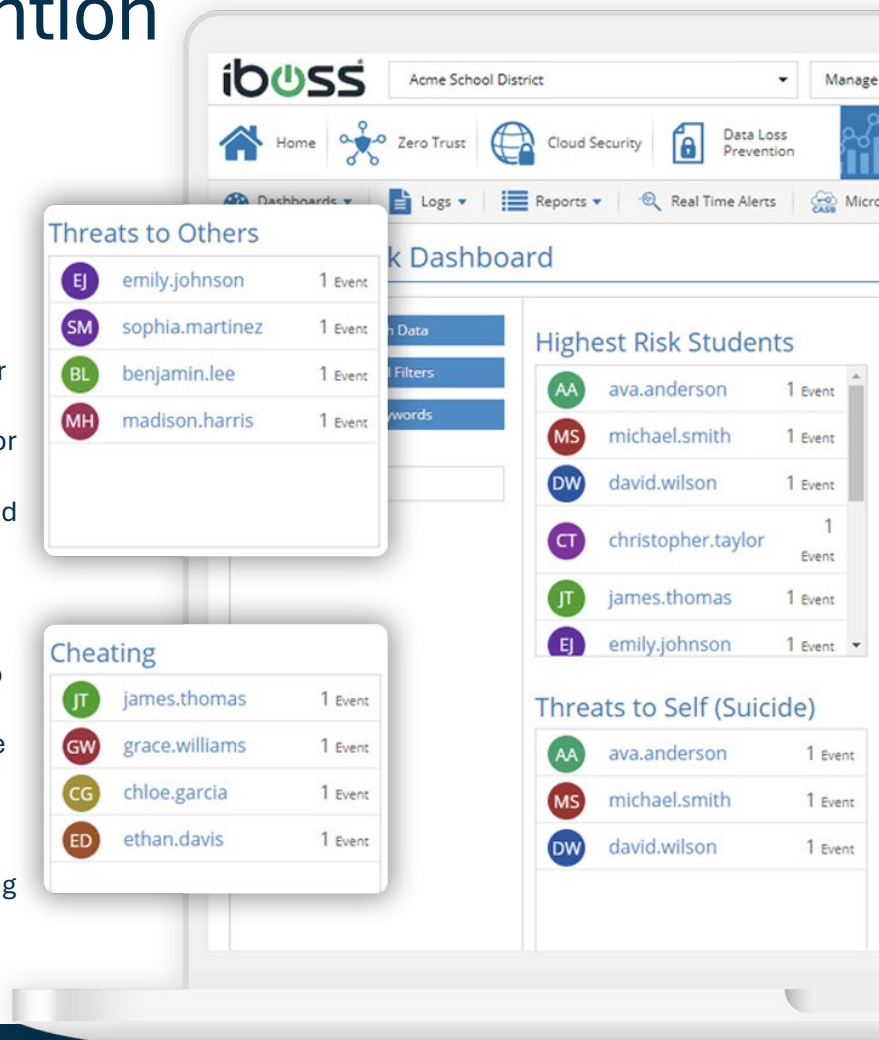 iboss
Acme School District
Manage
Home
Zero Trust
Cloud Security
Data Loss
Prevention
Dashboards
Logs
Reports
Real Time Alerts
CASB
k Dashboard
Threats to Others
EJ emily.johnson 1 Event
SM sophia.martinez 1 Event
BL benjamin.lee 1 Event
MH madison.harris 1 Event
Filters
Highest Risk Students
AA ava.anderson 1 Event
MS michael.smith 1 Event
DW david.wilson 1 Event
CT christopher.taylor 1
Event
JT james.thomas 1 Event
EJ emily.johnson 1 Event
Cheating
JT james.thomas 1 Event
GW grace.williams 1 Event
CG chloe.garcia 1 Event
ED ethan.davis 1 Event
Threats to Self (Suicide)
AA ava.anderson 1 Event
MS michael.smith 1 Event
DW david.wilson 1 Event